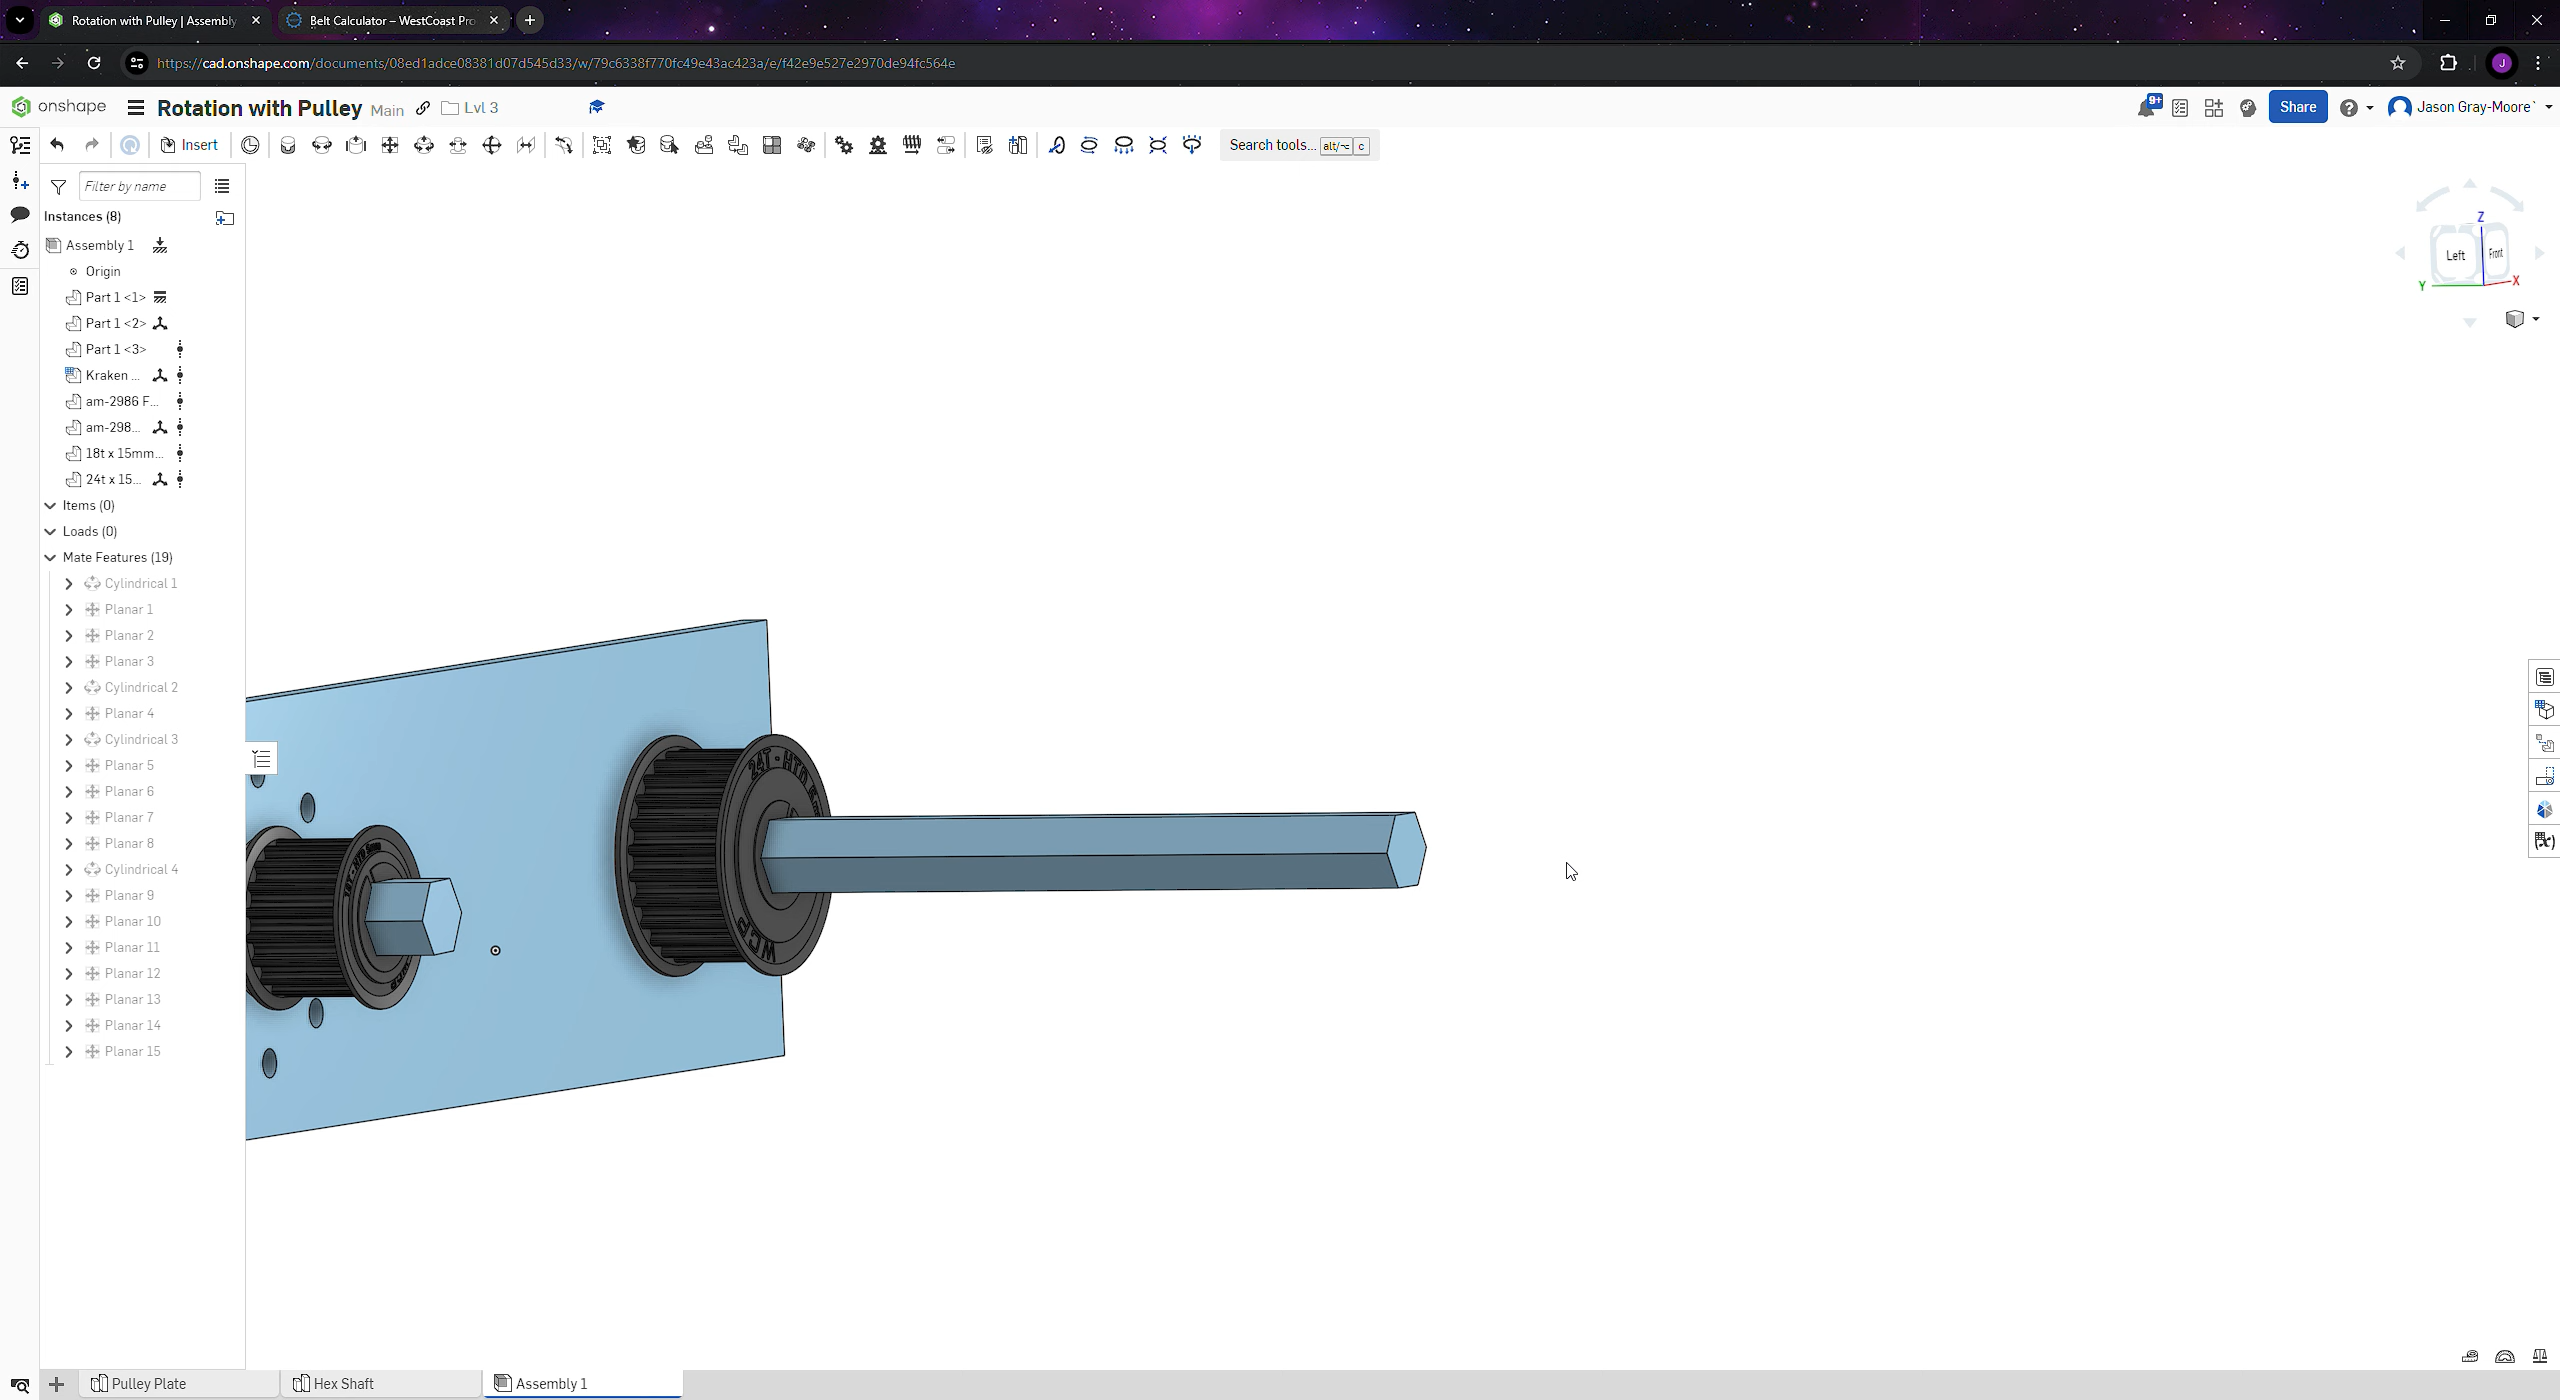 Rotation with Pulley | Assembly
Belt Calculator – WestCoast Pro
https://cad.onshape.com/documents/08ed1adce08381d07d545d33/w/79c6338f770fc49e43ac423a/e/f42e9e527e2970de94fc564e
J
onshape
Rotation with Pulley Main
Lvl 3
9+
Share
Jason Gray-Moore`
Insert
Search tools... alt/⌥ c
Filter by name
Instances (8)
Assembly 1
Origin
Part 1 <1>
Part 1 <2>
Part 1 <3>
Kraken ...
am-2986 F...
am-298...
18t x 15mm...
24t x 15...
Items (0)
Loads (0)
Mate Features (19)
Cylindrical 1
Planar 1
Planar 2
Planar 3
Cylindrical 2
Planar 4
Cylindrical 3
Planar 5
Planar 6
Planar 7
Planar 8
Cylindrical 4
Planar 9
Planar 10
Planar 11
Planar 12
Planar 13
Planar 14
Planar 15
24T - HTD
WCP
Z
Left
Front
Y
X
(x)
Pulley Plate
Hex Shaft
Assembly 1